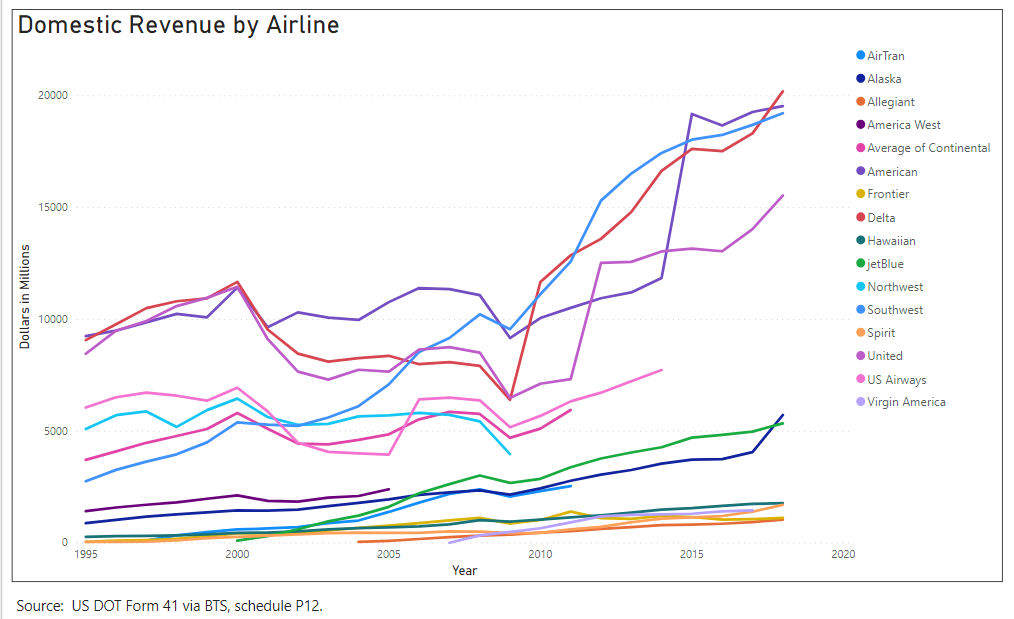 Domestic Revenue by Airline
AirTran
Alaska
Allegiant
America West
Average of Continental
American
Frontier
Delta
Hawaiian
jetBlue
Northwest
Southwest
Spirit
United
US Airways
Virgin America
Dollars in Millions
20000
15000
10000
5000
0
1995 2000 2005 2010 2015 2020
Year
Source: US DOT Form 41 via BTS, schedule P12.